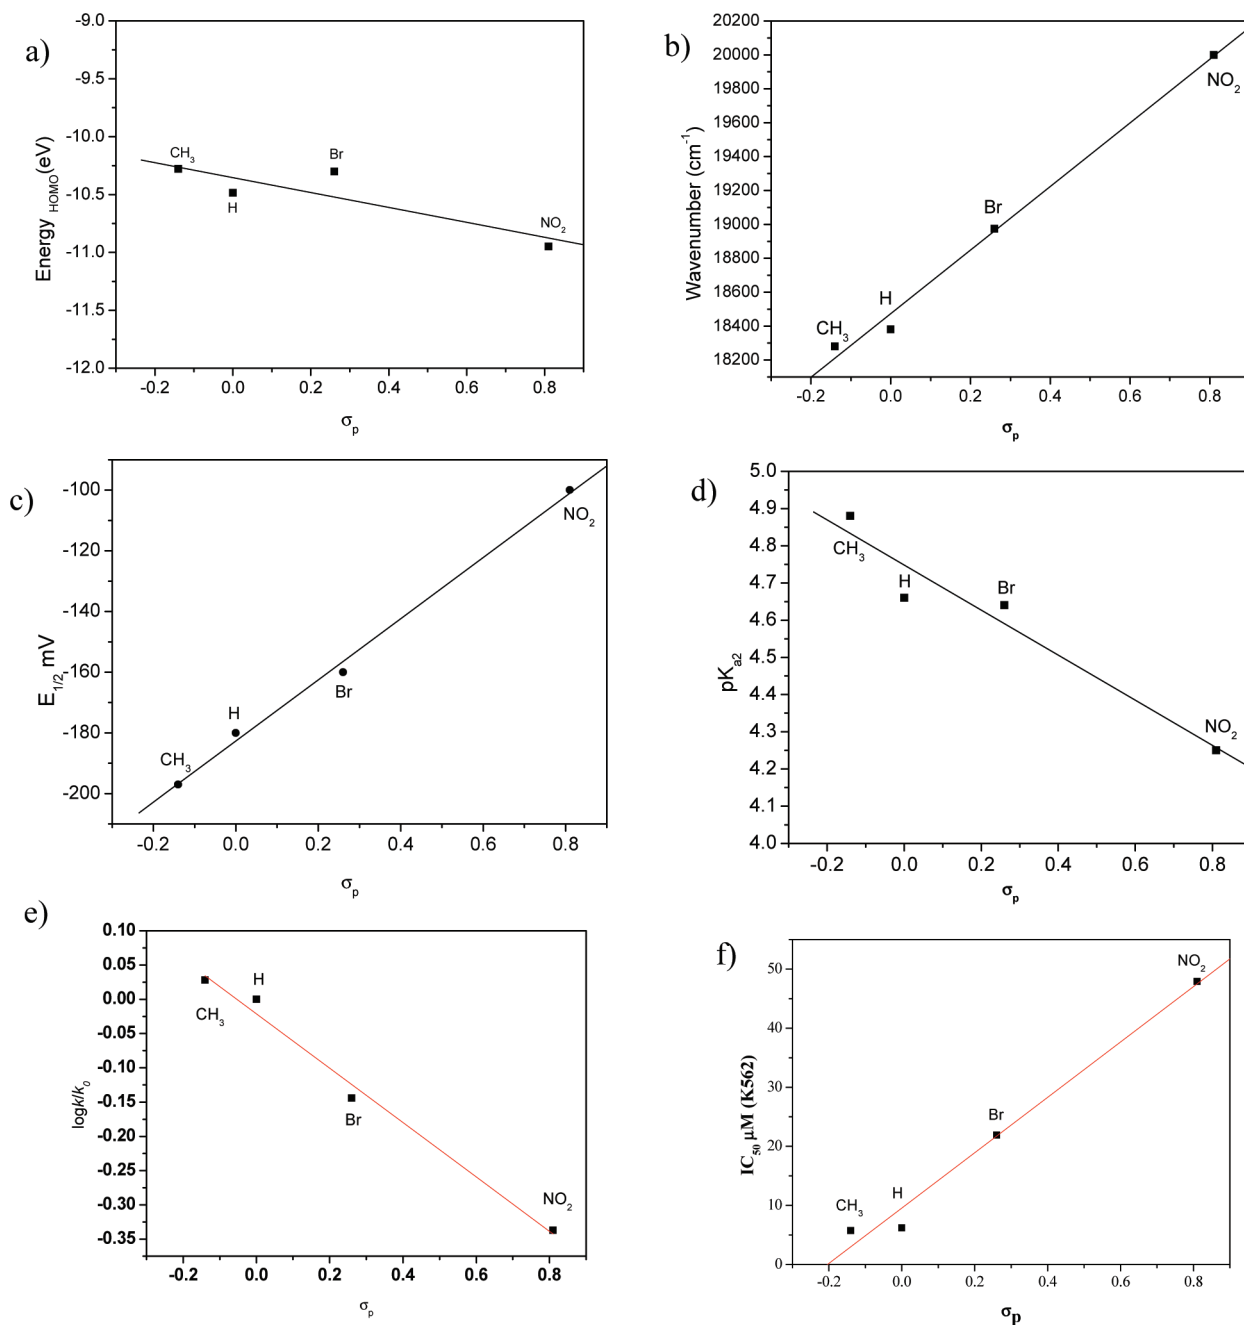 a)
-9.0
-9.5
-10.0
-10.5
-11.0
-11.5
-12.0
Energy HOMO (eV)
CH3
H
Br
NO2
-0.2 0.0 0.2 0.4 0.6 0.8
σp
b)
20200
20000
19800
19600
19400
19200
19000
18800
18600
18400
18200
Wavenumber (cm-1)
CH3
H
Br
NO2
-0.2 0.0 0.2 0.4 0.6 0.8
σp
c)
-100
-120
-140
-160
-180
-200
E1/2, mV
CH3
H
Br
NO2
-0.2 0.0 0.2 0.4 0.6 0.8
σp
d)
5.0
4.9
4.8
4.7
4.6
4.5
4.4
4.3
4.2
4.1
4.0
pKa2
CH3
H
Br
NO2
-0.2 0.0 0.2 0.4 0.6 0.8
σp
e)
0.10
0.05
0.00
-0.05
-0.10
-0.15
-0.20
-0.25
-0.30
-0.35
logk/k0
CH3
H
Br
NO2
-0.2 0.0 0.2 0.4 0.6 0.8
σp
f)
50
40
30
20
10
0
IC50 µM (K562)
CH3
H
Br
NO2
-0.2 0.0 0.2 0.4 0.6 0.8
σp